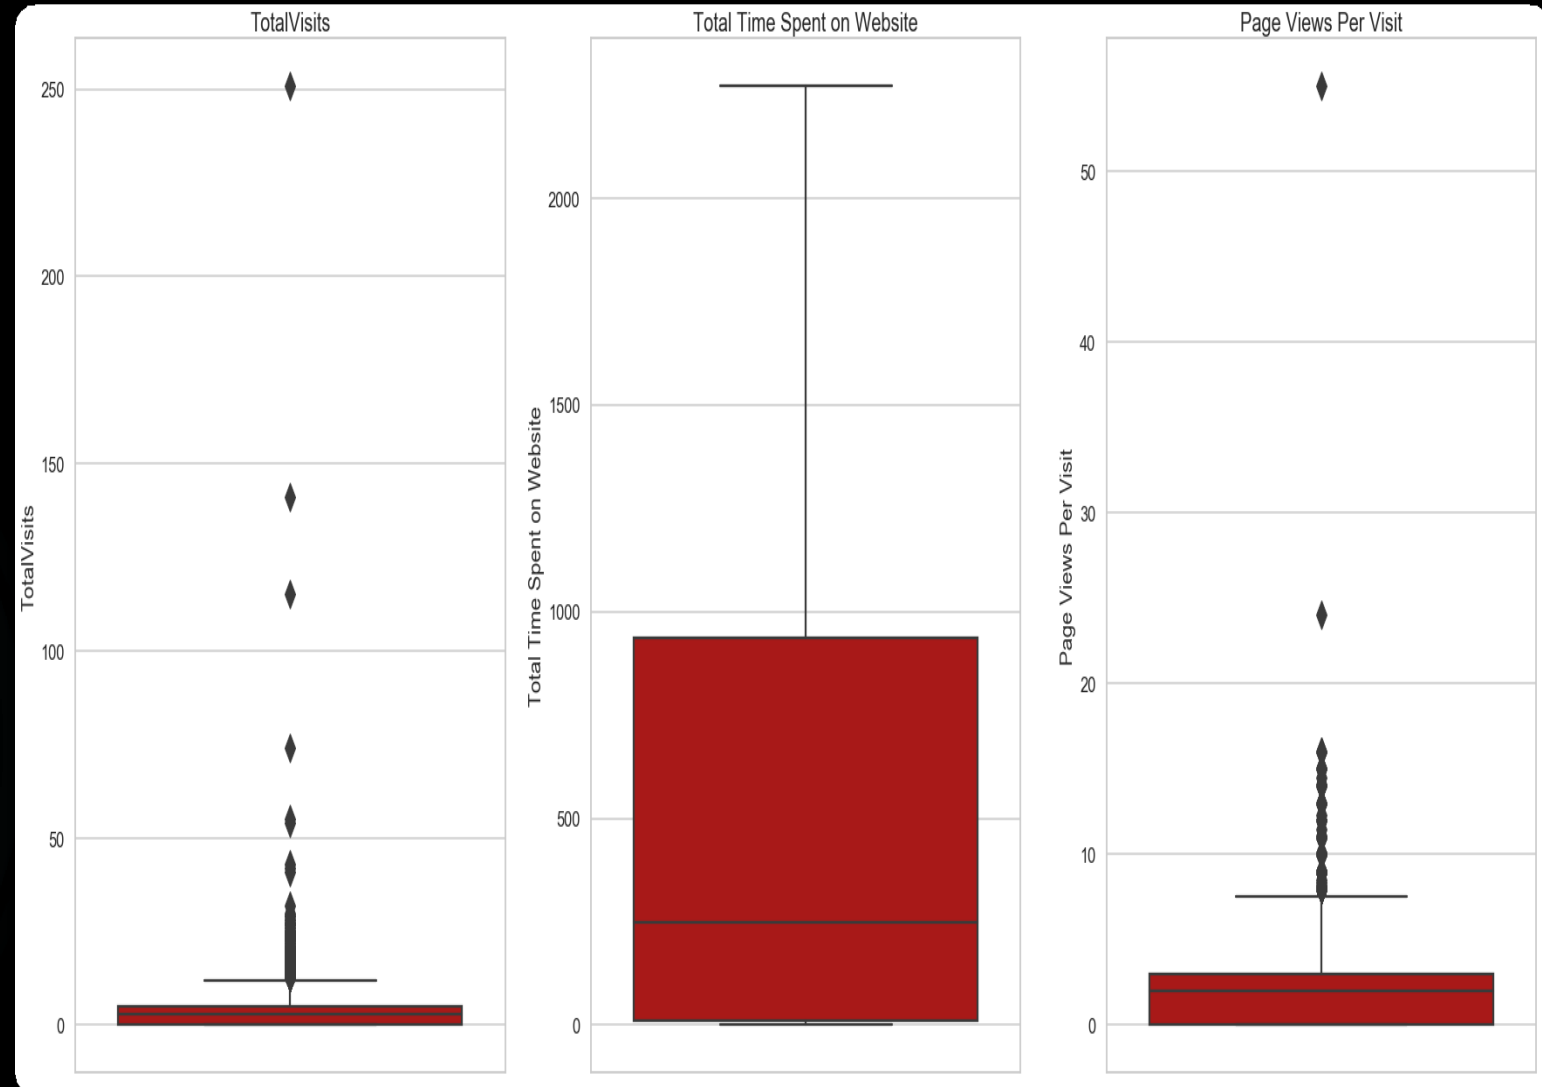 TotalVisits
250
200
150
100
50
0
TotalVisits
Total Time Spent on Website
2000
1500
1000
500
0
Total Time Spent on Website
Page Views Per Visit
50
40
30
20
10
0
Page Views Per Visit